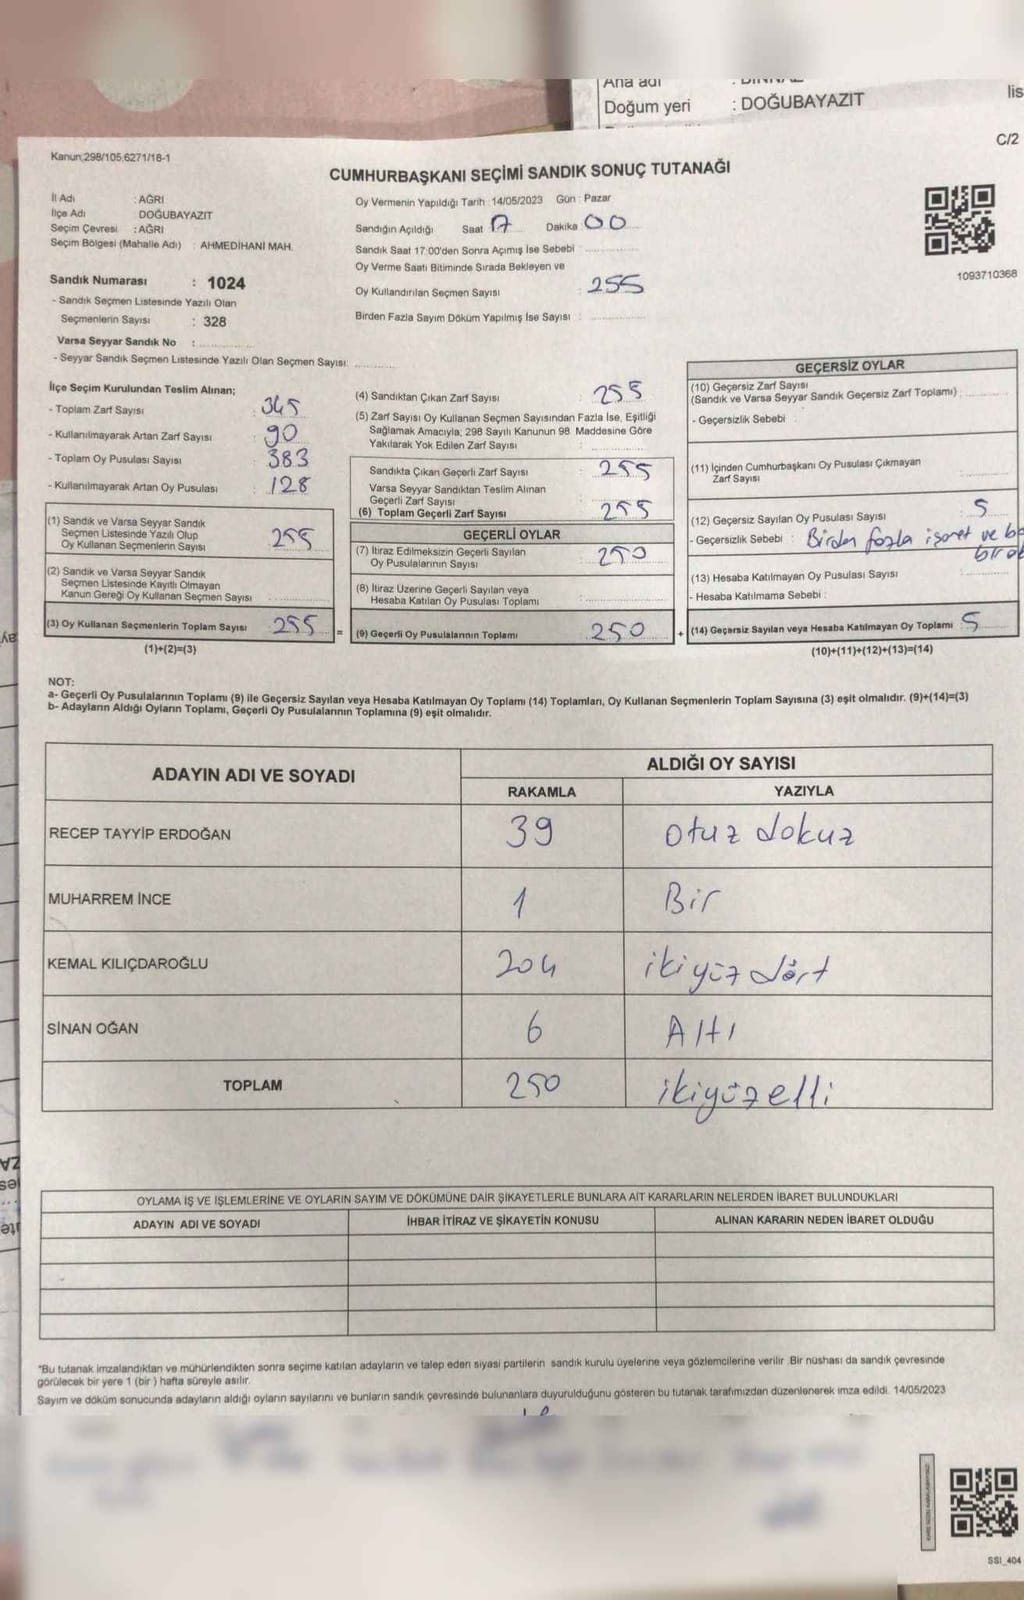 Ana adı
Doğum yeri : DOĞUBAYAZIT
lis
C/2
Kanun:298/105,6271/18-1
CUMHURBAŞKANI SEÇİMİ SANDIK SONUÇ TUTANAĞI
İl Adı : AĞRI
İlçe Adı DOĞUBAYAZIT
Seçim Çevresi : AĞRI
Seçim Bölgesi (Mahalle Adı) : AHMEDİHANİ MAH.
Sandık Numarası : 1024
- Sandık Seçmen Listesinde Yazılı Olan
Seçmenlerin Sayısı : 328
Varsa Seyyar Sandık No :
- Seyyar Sandık Seçmen Listesinde Yazılı Olan Seçmen Sayısı:
Oy Vermenin Yapıldığı Tarih : 14/05/2023 Gün : Pazar
Sandığın Açıldığı Saat 17 Dakika 00
Sandık Saat 17:00'den Sonra Açımış İse Sebebi :
Oy Verme Saati Bitiminde Sırada Bekleyen ve
Oy Kullandırılan Seçmen Sayısı : 255
Birden Fazla Sayım Döküm Yapılmış İse Sayısı :
1093710368
İlçe Seçim Kurulundan Teslim Alınan;
- Toplam Zarf Sayısı : 345
- Kullanılmayarak Artan Zarf Sayısı : 90
- Toplam Oy Pusulası Sayısı : 383
- Kullanılmayarak Artan Oy Pusulası : 128
(1) Sandık ve Varsa Seyyar Sandık
Seçmen Listesinde Yazılı Olup
Oy Kullanan Seçmenlerin Sayısı 255
(2) Sandık ve Varsa Seyyar Sandık
Seçmen Listesinde Kayıtlı Olmayan
Kanun Gereği Oy Kullanan Seçmen Sayısı
(3) Oy Kullanan Seçmenlerin Toplam Sayısı 255 =
(1)+(2)=(3)
(4) Sandıktan Çıkan Zarf Sayısı : 255
(5) Zarf Sayısı Oy Kullanan Seçmen Sayısından Fazla İse, Eşitliği
Sağlamak Amacıyla; 298 Sayılı Kanunun 98. Maddesine Göre
Yakılarak Yok Edilen Zarf Sayısı :
Sandıkta Çıkan Geçerli Zarf Sayısı 255
Varsa Seyyar Sandıktan Teslim Alınan
Geçerli Zarf Sayısı
(6) Toplam Geçerli Zarf Sayısı 255
GEÇERLİ OYLAR
(7) İtiraz Edilmeksizin Geçerli Sayılan
Oy Pusulalarının Sayısı 250
(8) İtiraz Üzerine Geçerli Sayılan veya
Hesaba Katılan Oy Pusulası Toplamı
(9) Geçerli Oy Pusulalarının Toplamı 250 +
GEÇERSİZ OYLAR
(10) Geçersiz Zarf Sayısı
(Sandık ve Varsa Seyyar Sandık Geçersiz Zarf Toplamı) :
- Geçersizlik Sebebi :
(11) İçinden Cumhurbaşkanı Oy Pusulası Çıkmayan
Zarf Sayısı
(12) Geçersiz Sayılan Oy Pusulası Sayısı 5
- Geçersizlik Sebebi : Birden fazla işaret ve
(13) Hesaba Katılmayan Oy Pusulası Sayısı :
- Hesaba Katılmama Sebebi :
(14) Geçersiz Sayılan veya Hesaba Katılmayan Oy Toplamı 5
(10)+(11)+(12)+(13)=(14)
NOT:
a- Geçerli Oy Pusulalarının Toplamı (9) ile Geçersiz Sayılan veya Hesaba Katılmayan Oy Toplamı (14) Toplamları, Oy Kullanan Seçmenlerin Toplam Sayısına (3) eşit olmalıdır. (9)+(14)=(3)
b- Adayların Aldığı Oyların Toplamı, Geçerli Oy Pusulalarının Toplamına (9) eşit olmalıdır.
ADAYIN ADI VE SOYADI ALDIĞI OY SAYISI
RAKAMLA YAZIYLA
RECEP TAYYİP ERDOĞAN 39 otuz dokuz
MUHARREM İNCE 1 Bir
KEMAL KILIÇDAROĞLU 204 ikiyüz dört
SİNAN OĞAN 6 Altı
TOPLAM 250 ikiyüzelli
OYLAMA İŞ VE İŞLEMLERİNE VE OYLARIN SAYIM VE DÖKÜMÜNE DAİR ŞİKAYETLERLE BUNLARA AİT KARARLARIN NELERDEN İBARET BULUNDUKLARI
ADAYIN ADI VE SOYADI İHBAR İTİRAZ VE ŞİKAYETİN KONUSU ALINAN KARARIN NEDEN İBARET OLDUĞU
"Bu tutanak imzalandıktan ve mühürlendikten sonra seçime katılan adayların ve talep eden siyasi partilerin sandık kurulu üyelerine veya gözlemcilerine verilir. Bir nüshası da sandık çevresinde
görülecek bir yere 1 (bir ) hafta süreyle asılır.
Sayım ve döküm sonucunda adayların aldığı oyların sayılarını ve bunların sandık çevresinde bulunanlara duyurulduğunu gösteren bu tutanak tarafımızdan düzenlenerek imza edildi. 14/05/2023
SSI_404